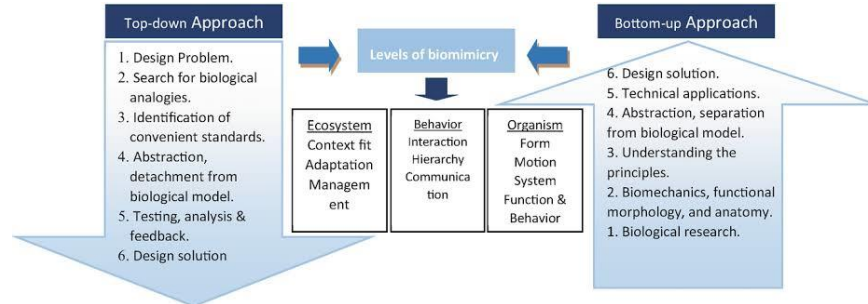 Top-down Approach
1. Design Problem.
2. Search for biological
analogies.
3. Identification of
convenient standards.
4. Abstraction,
detachment from
biological model.
5. Testing, analysis &
feedback.
6. Design solution
Levels of biomimicry
Ecosystem
Context fit
Adaptation
Managem
ent
Behavior
Interaction
Hierarchy
Communica
tion
Organism
Form
Motion
System
Function &
Behavior
Bottom-up Approach
6. Design solution.
5. Technical applications.
4. Abstraction, separation
from biological model.
3. Understanding the
principles.
2. Biomechanics, functional
morphology, and anatomy.
1. Biological research.